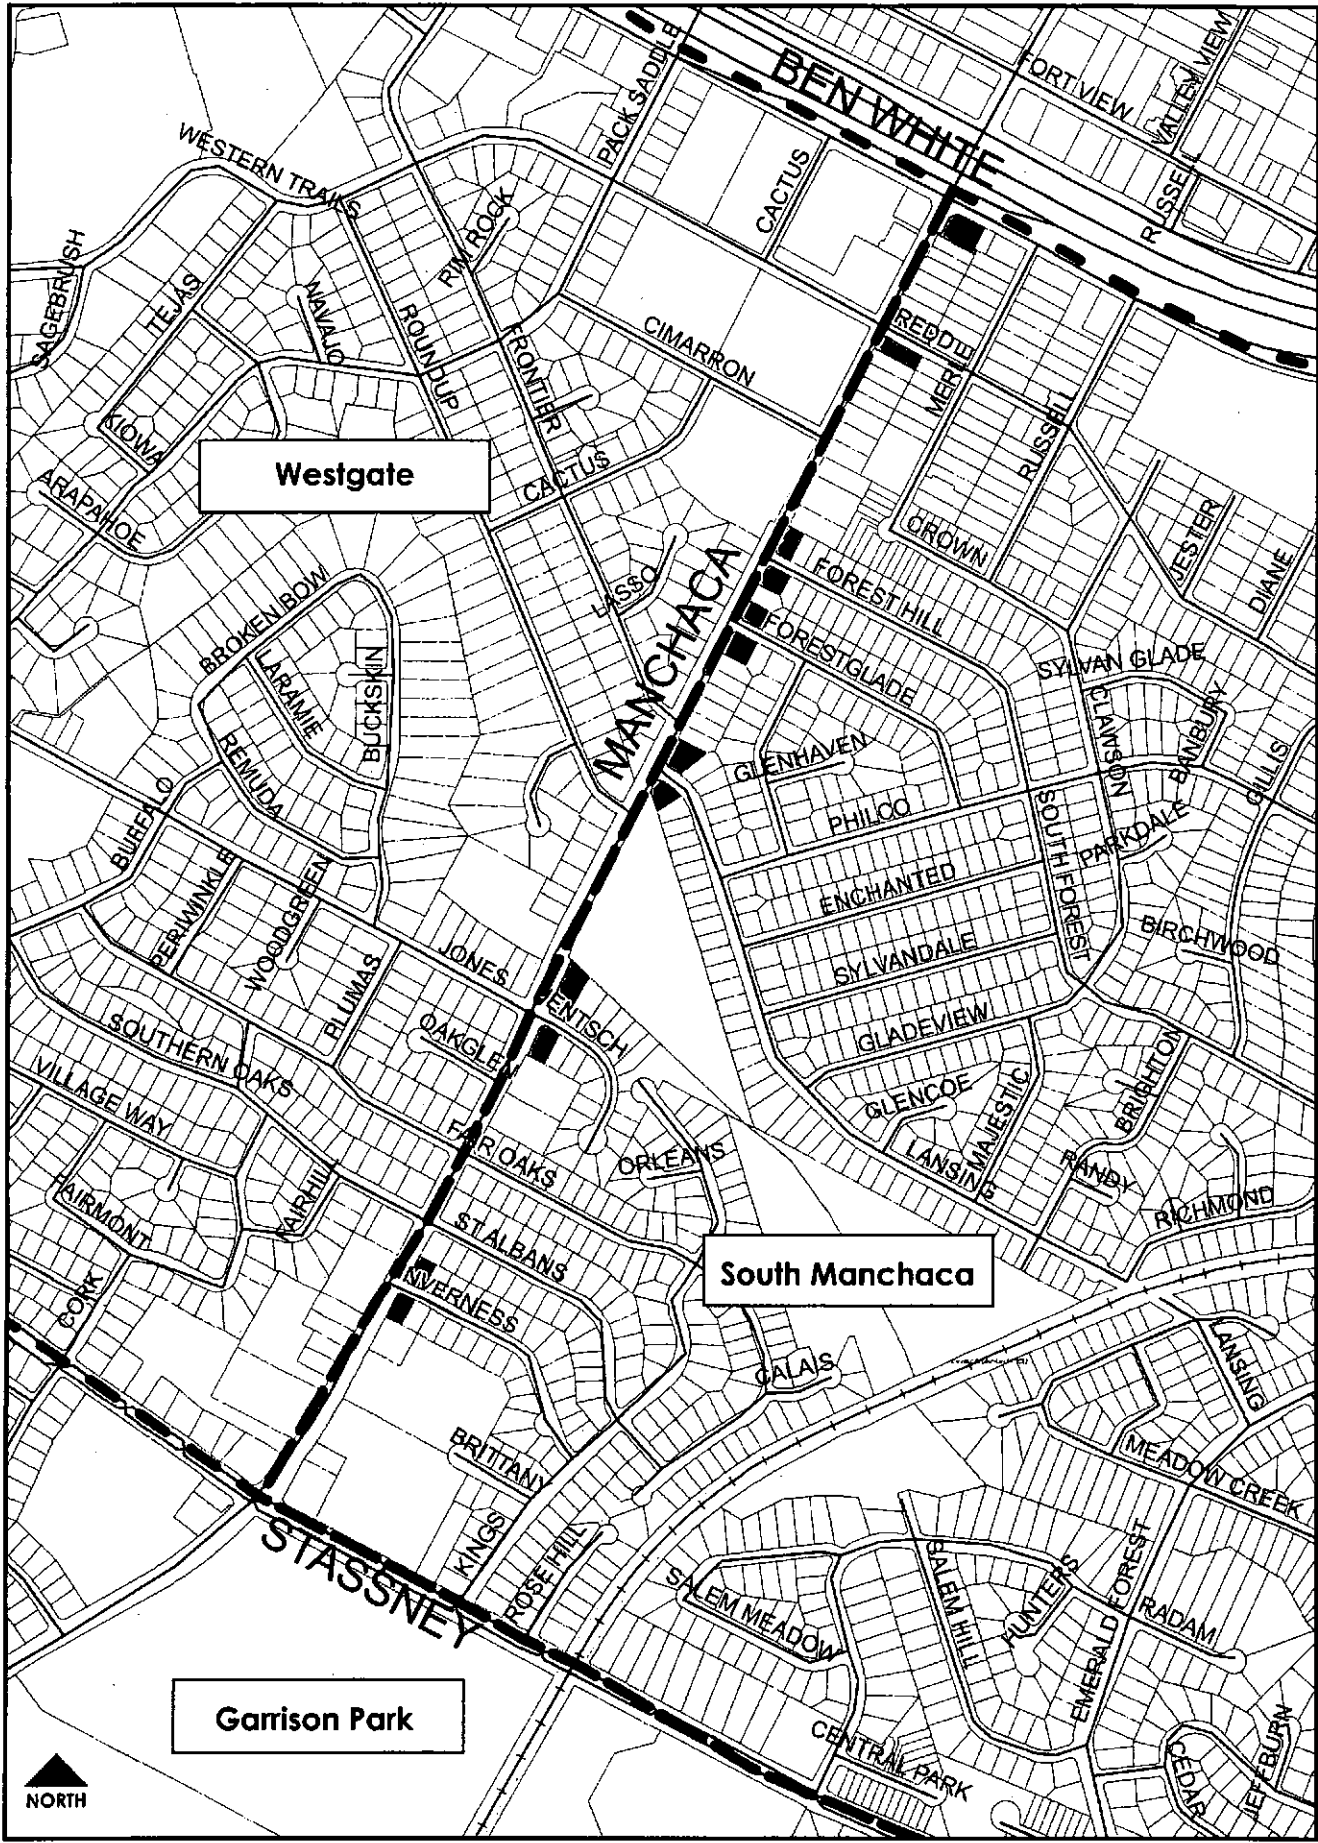 BEN WHITE
FORT VIEW
VALLEY VIEW
PACK SADDLE
RUSSELL
CACTUS
WESTERN TRAILS
RIM ROCK
SAGEBRUSH
TEJAS
NAVAJO
ROUNDUP
FRONTIER
CIMARRON
REDD
MERLE
RUSSELL
KIOWA
Westgate
ARAPAHOE
CACTUS
CROWN
JESTER
DIANE
LASSO
MANCHACA
FOREST HILL
FORESTGLADE
BROKEN BOW
LARAMIE
BUCKSKIN
SYLVAN GLADE
CLAWSON
BANBURY
GILLIS
REMUDA
GLENHAVEN
PHILCO
SOUTH FOREST
PARKDALE
BUFFALO
PERIWINKLE
WOODGREEN
ENCHANTED
BIRCHWOOD
PLUMAS
JONES
SYLVANDALE
ENTSCH
OAKGLEN
GLADEVIEW
SOUTHERN OAKS
VILLAGE WAY
GLENCOE
MAJESTIC
BRIGHTON
FAIR OAKS
ORLEANS
LANSING
RANDY
RICHMOND
FAIRMONT
FAIRHILL
ST ALBANS
South Manchaca
CORK
INVERNESS
CALAIS
LANSING
BRITTANY
MEADOW CREEK
STASSNEY
KINGS
ROSE HILL
SALEM MEADOW
SALEM HILL
HUNTERS
EMERALD FOREST
RADAM
Garrison Park
CENTRAL PARK
CEDAR
JEFFBURN
NORTH